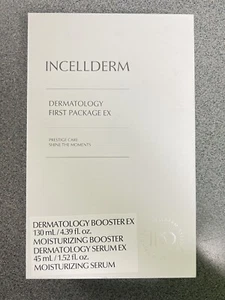 INCELLDERM
DERMATOLOGY
FIRST PACKAGE EX
PRESTIGE CARE
THE MOMENTS
DERMATOLOGY BOOSTER EX
130 mL / 4.39 fl. oz.
MOISTURIZING BOOSTER
DERMATOLOGY SERUM EX
45 mL / 1.52 fl. oz.
MOISTURIZING SERUM